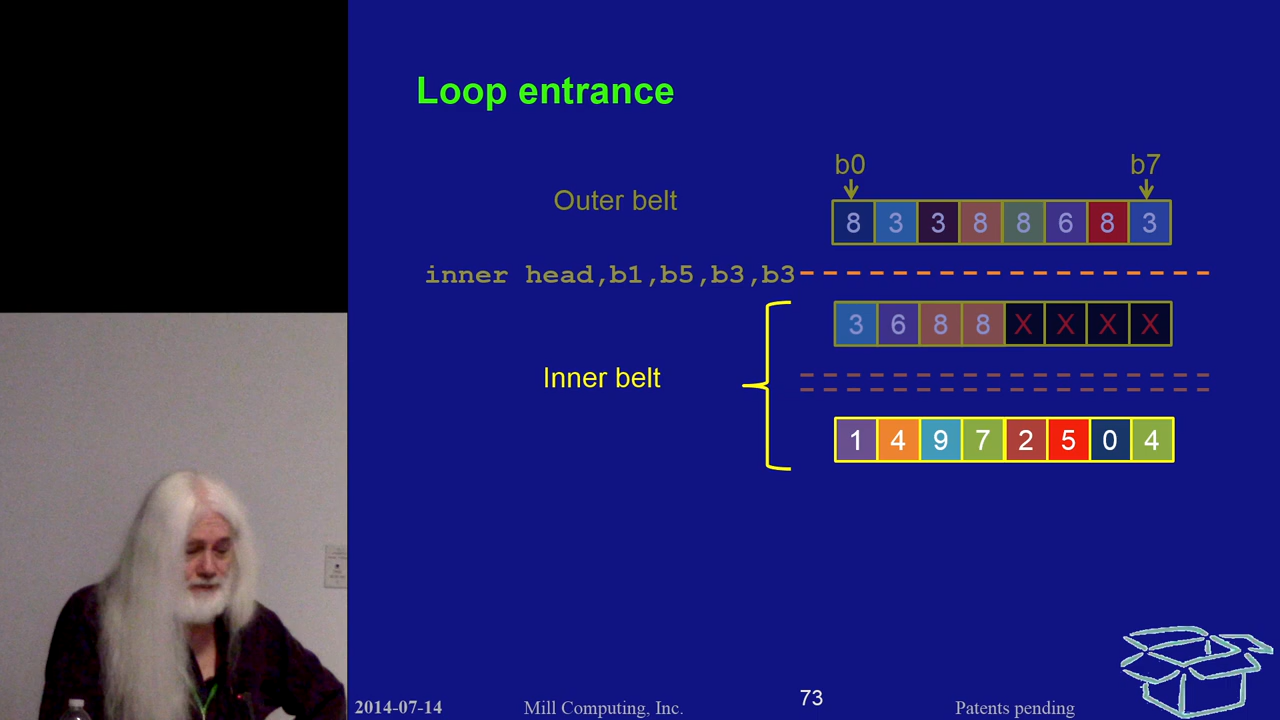 Loop entrance
b0 b7
Outer belt
8 3 3 8 8 6 8 3
inner head,b1,b5,b3,b3
3 6 8 8 X X X X
Inner belt
1 4 9 7 2 5 0 4
2014-07-14 Mill Computing, Inc. 73 Patents pending